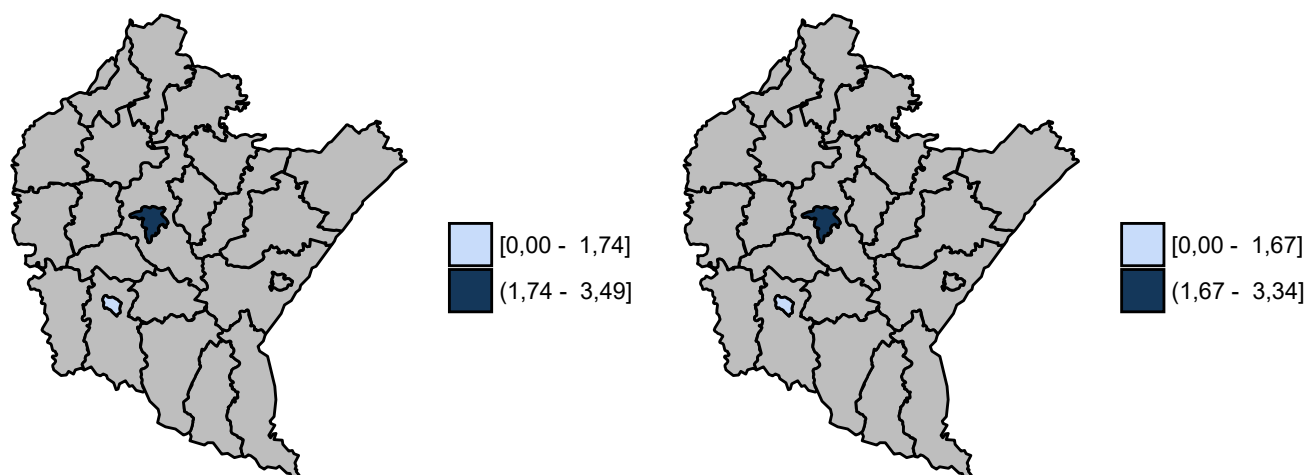 [0,00 - 1,74]
(1,74 - 3,49]
[0,00 - 1,67]
(1,67 - 3,34]